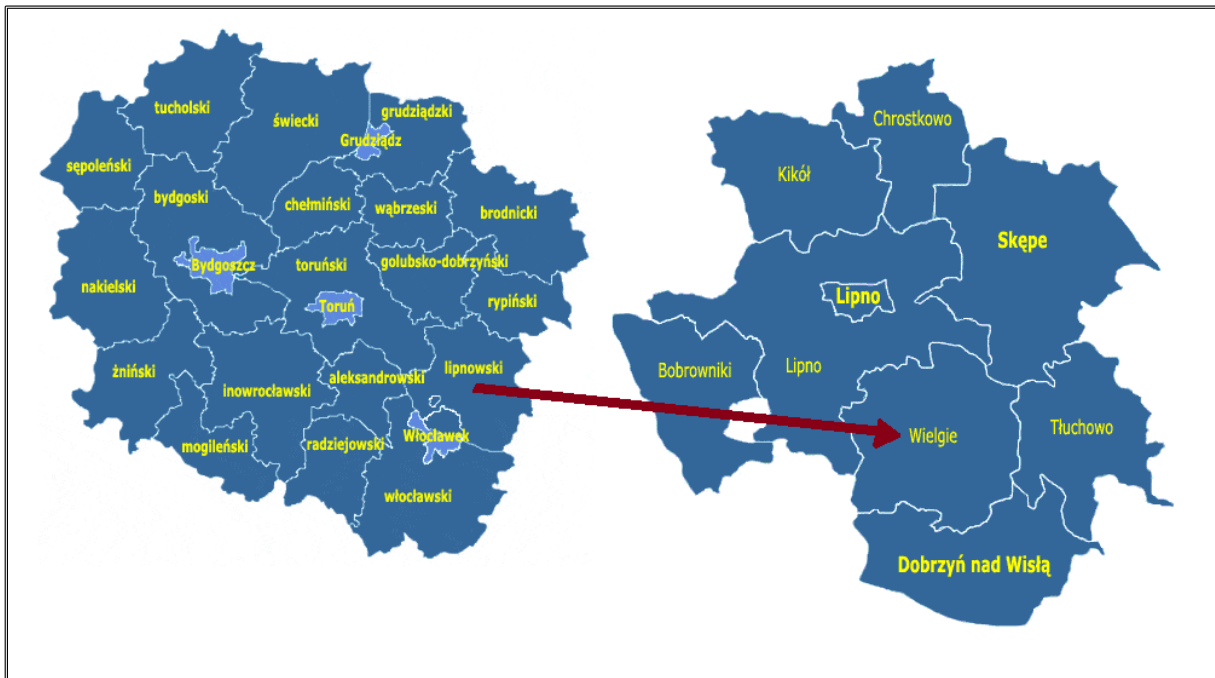 tucholski
świecki
grudziądzki
Grudziądz
sępoleński
bydgoski
chełmiński
wąbrzeski
brodnicki
Bydgoszcz
toruński
golubsko-dobrzyński
nakielski
Toruń
rypiński
żniński
inowrocławski
aleksandrowski
lipnowski
mogileński
radziejowski
Włocławek
włocławski
Chrostkowo
Kikół
Skępe
Lipno
Bobrowniki
Lipno
Wielgie
Tłuchowo
Dobrzyń nad Wisłą